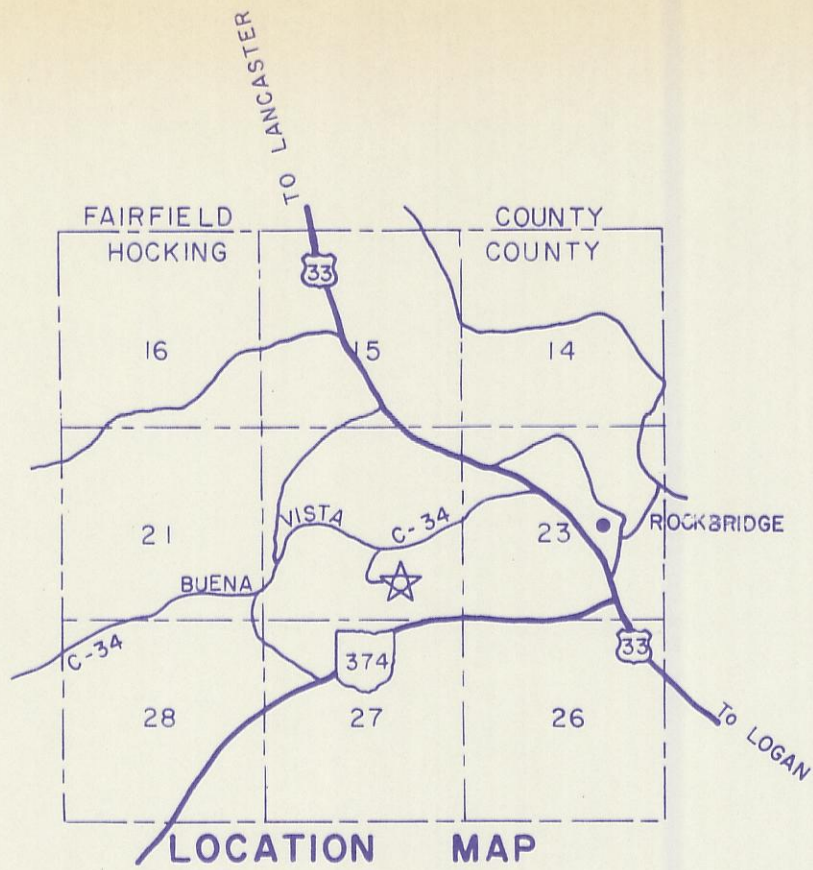 TO LANCASTER
FAIRFIELD COUNTY
HOCKING COUNTY
33
16 15 14
21 VISTA C-34 23 ROCKBRIDGE
BUENA
C-34
374 33
28 27 26
To LOGAN
LOCATION MAP